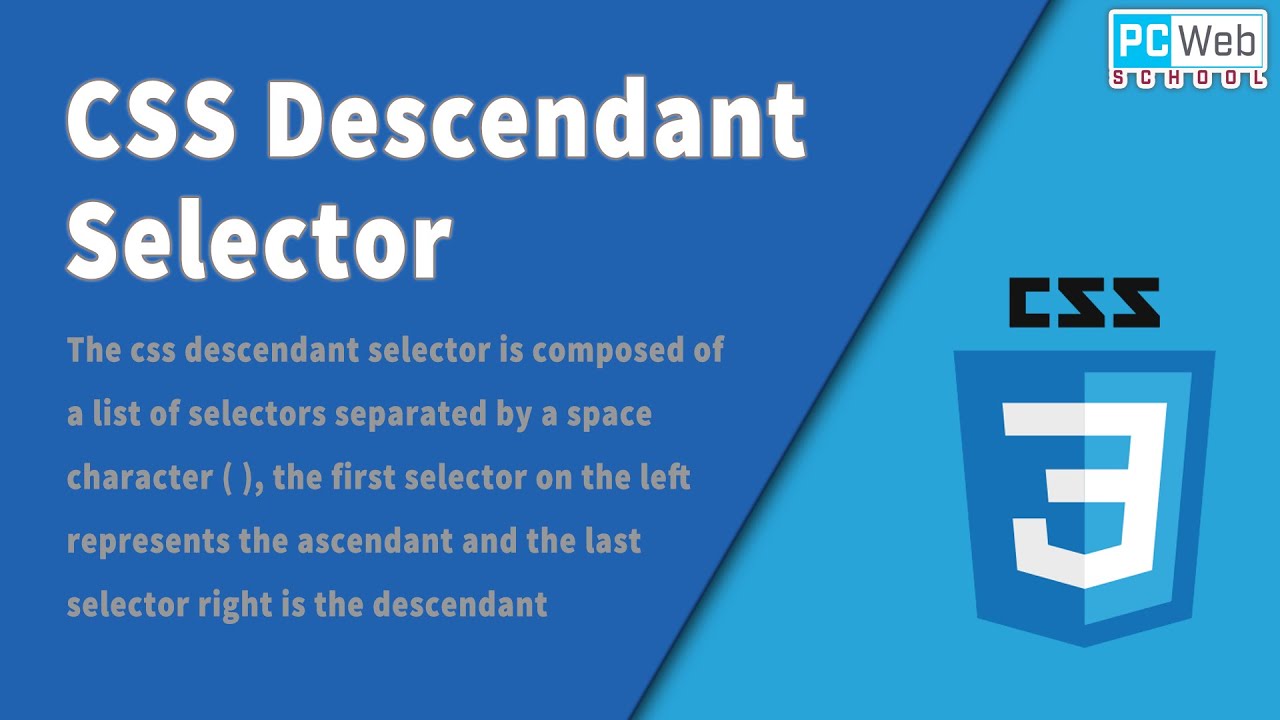 PC Web
SCHOOL
CSS Descendant
Selector
The css descendant selector is composed of
a list of selectors separated by a space
character ( ), the first selector on the left
represents the ascendant and the last
selector right is the descendant
CSS
3